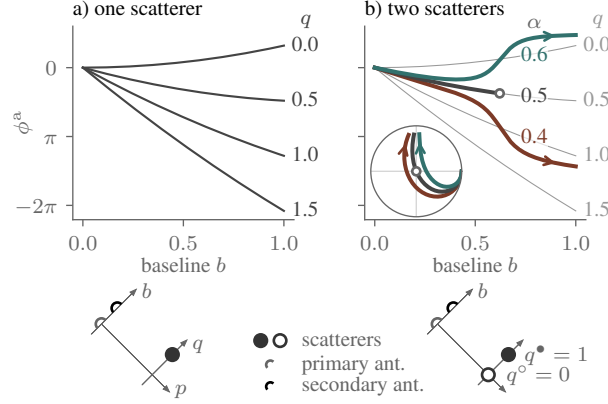 a) one scatterer
q
b) two scatterers
0
π
−2π
ϕᵃ
0.0
0.5
1.0
1.5
α
0.6
0.5
0.4
q
0.0
0.5
1.0
1.5
0.0
0.5
1.0
baseline b
0.0
0.5
1.0
baseline b
b
q
p
scatterers
primary ant.
secondary ant.
b
q• = 1
q° = 0
p